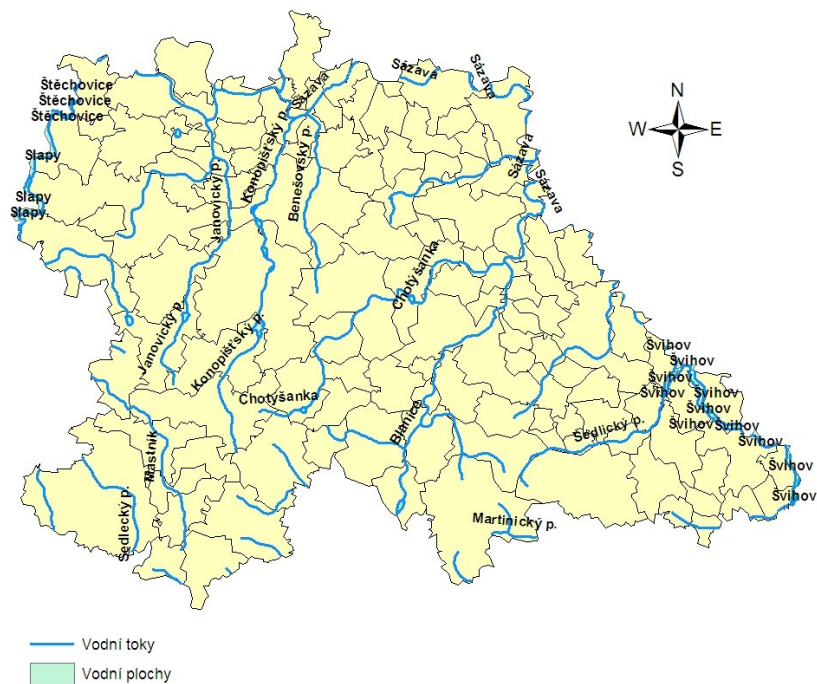 Štěchovice
Štěchovice
Štěchovice
Slapy
Slapy
Slapy
Sázava
Sázava
Sázava
Sázava
Sázava
N
W E
S
Janovický p.
Konopišťský p.
Benešovský p.
Chotýšanka
Janovický p.
Konopišťský p.
Chotýšanka
Blanice
Mastník
Sedlecký p.
Sedlický p.
Martinický p.
Švihov
Švihov
Švihov
Švihov
Švihov
Švihov
Švihov
Švihov
Švihov
Švihov
Švihov
Vodní toky
Vodní plochy